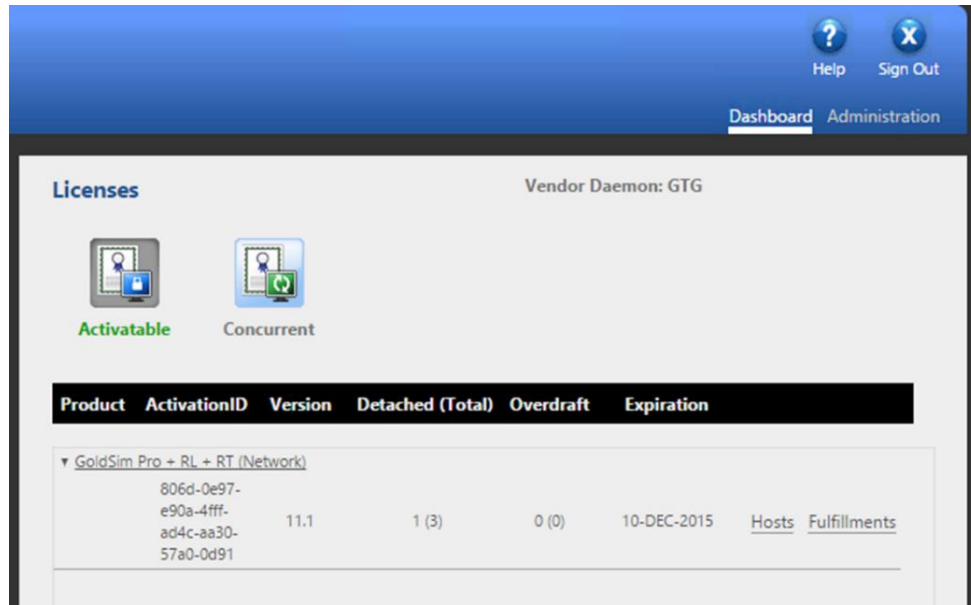 Help Sign Out
Dashboard Administration
Licenses Vendor Daemon: GTG
Activatable Concurrent
Product ActivationID Version Detached (Total) Overdraft Expiration
▾ GoldSim Pro + RL + RT (Network)
806d-0e97-
e90a-4fff-
ad4c-aa30-
57a0-0d91
11.1 1 (3) 0 (0) 10-DEC-2015 Hosts Fulfillments